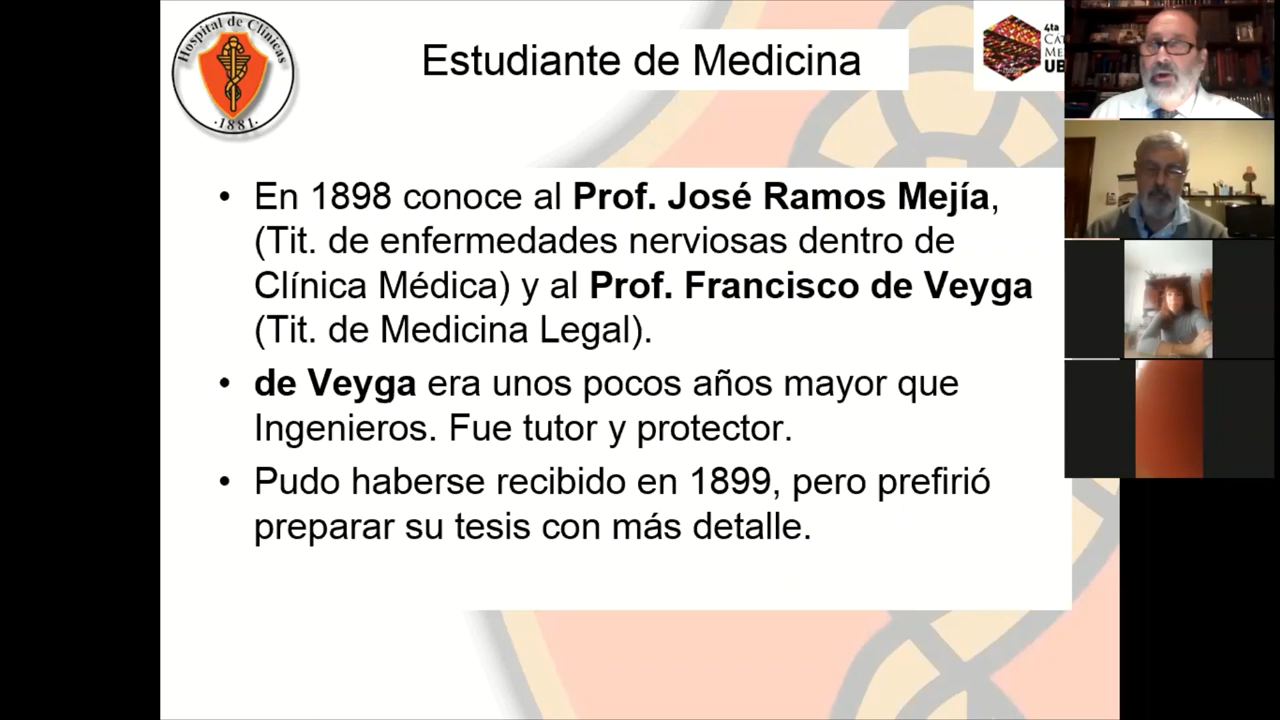 Hospital de Clínicas
·1881·
Estudiante de Medicina
4ta
UB
• En 1898 conoce al Prof. José Ramos Mejía,
(Tit. de enfermedades nerviosas dentro de
Clínica Médica) y al Prof. Francisco de Veyga
(Tit. de Medicina Legal).
• de Veyga era unos pocos años mayor que
Ingenieros. Fue tutor y protector.
• Pudo haberse recibido en 1899, pero prefirió
preparar su tesis con más detalle.